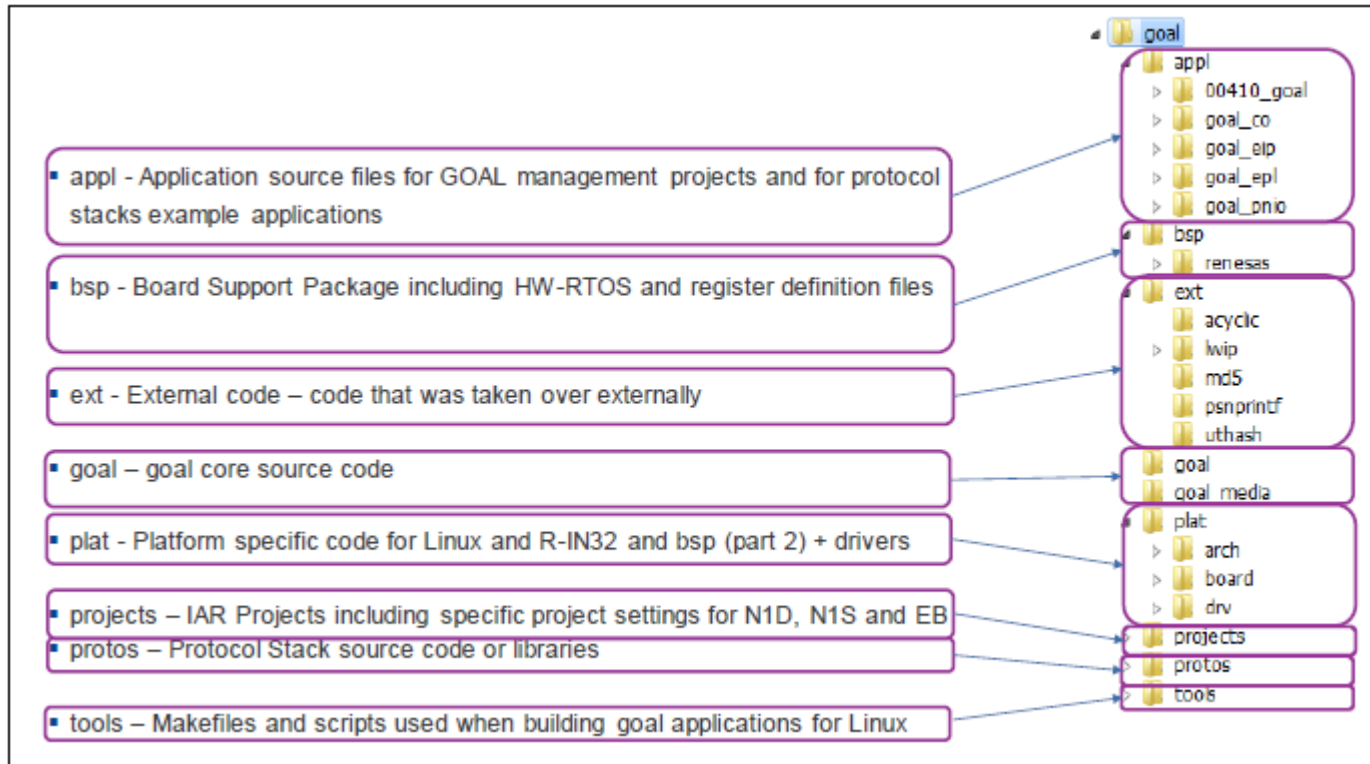 goal
appl
00410_goal
goal_co
goal_eip
goal_epl
goal_pnio
bsp
renesas
ext
acyclic
lwip
md5
psnprintf
uthash
goal
goal_media
plat
arch
board
drv
projects
protos
tools
▪ appl - Application source files for GOAL management projects and for protocol
stacks example applications
▪ bsp - Board Support Package including HW-RTOS and register definition files
▪ ext - External code – code that was taken over externally
▪ goal – goal core source code
▪ plat - Platform specific code for Linux and R-IN32 and bsp (part 2) + drivers
▪ projects – IAR Projects including specific project settings for N1D, N1S and EB
▪ protos – Protocol Stack source code or libraries
▪ tools – Makefiles and scripts used when building goal applications for Linux